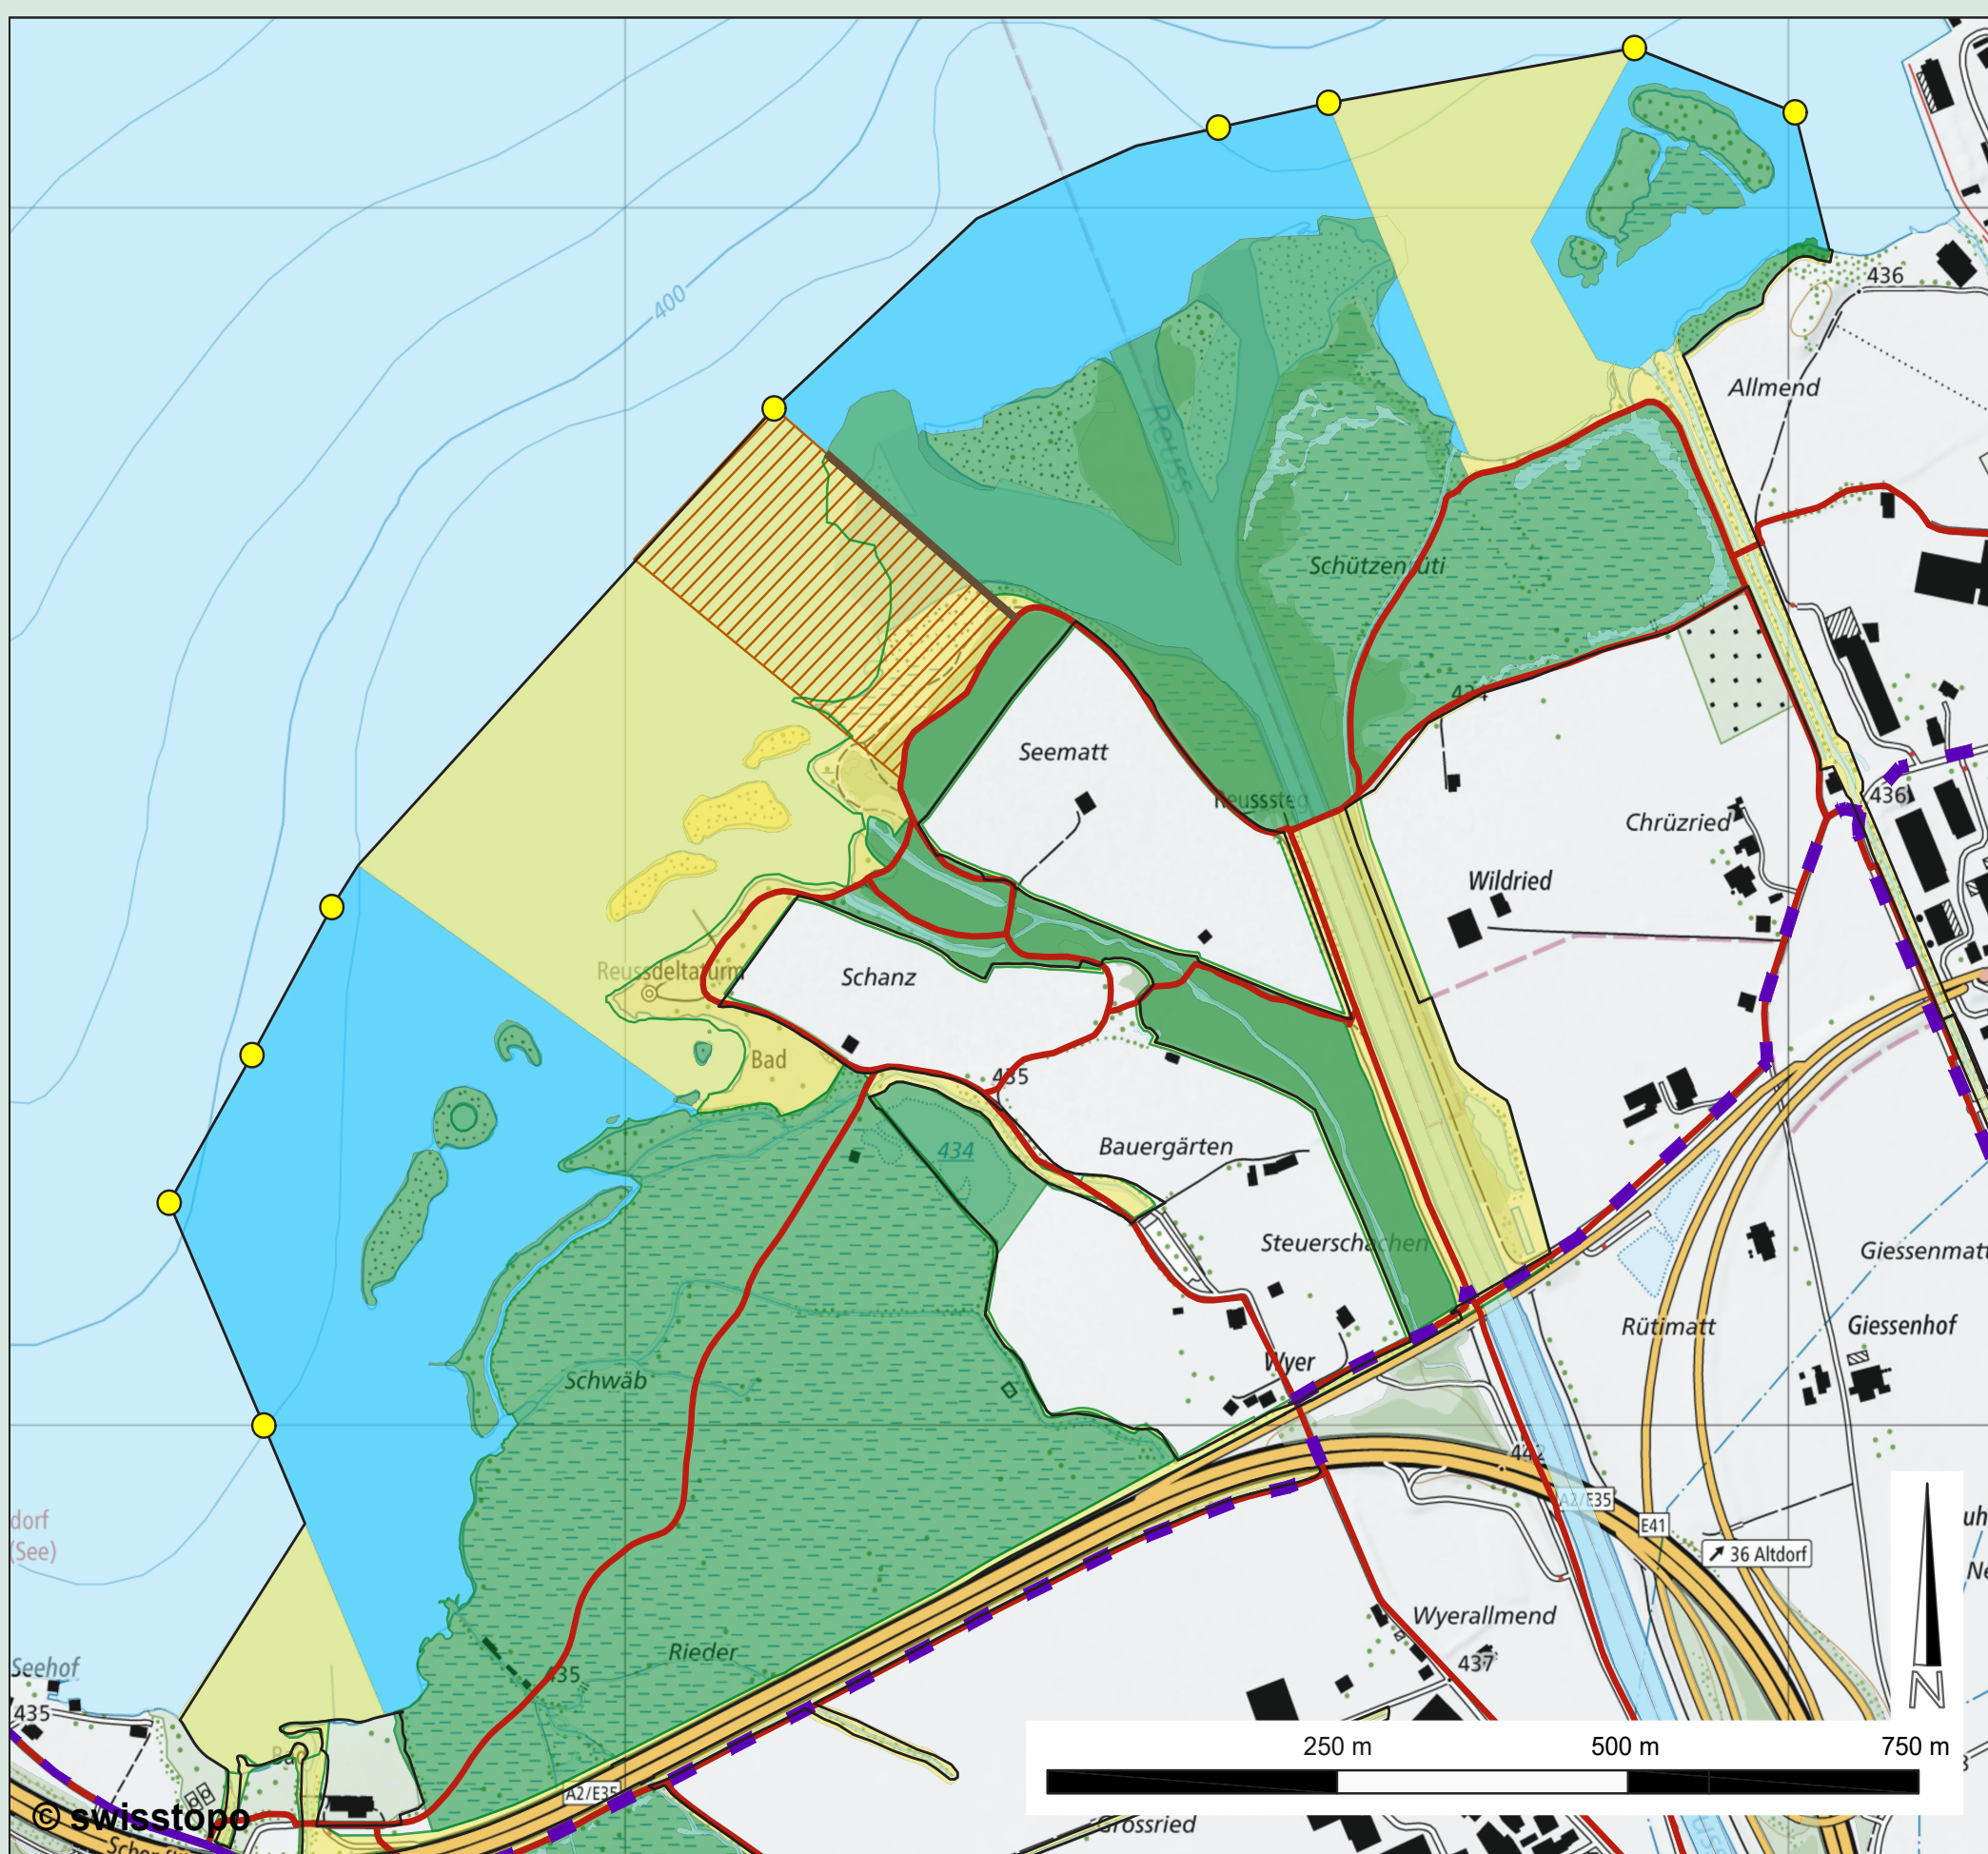 436
400
Allmend
Reuss
Schützenrüti
434
Seematt
Reusssteg
436
Chrüzried
Wildried
Reussdeltaturm
Schanz
Bad
435
434
Bauergärten
Steuerschachen
Giessenmatt
Rütimatt
Giessenhof
Wyer
Schwäb
442
A2/E35
E41
dorf
(See)
36 Altdorf
Wyerallmend
Rieder
435
437
Seehof
435
Bad
250 m
500 m
750 m
A2/E35
© swisstopo
Grossried
N